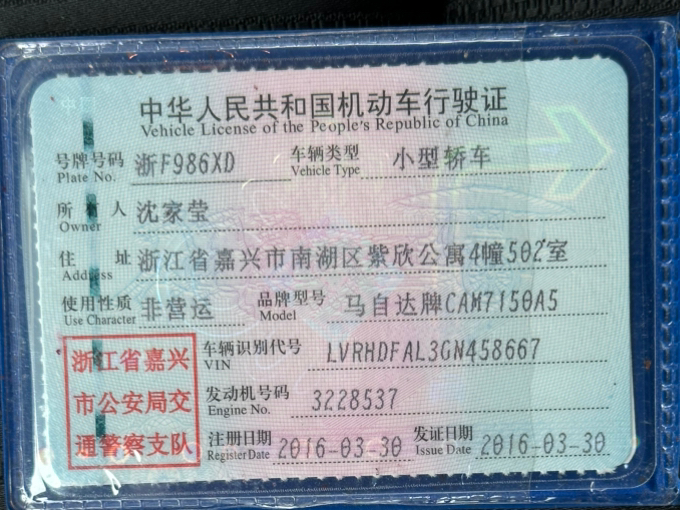 中华人民共和国机动车行驶证
Vehicle License of the People's Republic of China
号牌号码 浙F986XD 车辆类型 小型轿车
Plate No. Vehicle Type
所有人 沈家莹
Owner
住址 浙江省嘉兴市南湖区紫欣公寓4幢502室
Address
使用性质 非营运 品牌型号 马自达牌CAM7150A5
Use Character Model
浙江省嘉兴
市公安局交
通警察支队
车辆识别代号 LVRHDFAL3GN458667
VIN
发动机号码 3228537
Engine No.
注册日期 2016-03-30 发证日期 2016-03-30
Register Date Issue Date